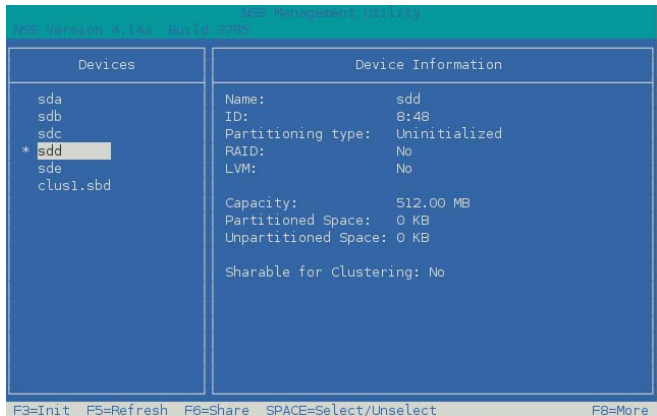 NSS Management Utility
NSS Version 4.14a Build 3785
Devices
sda
sdb
sdc
* sdd
sde
clus1.sbd
Device Information
Name: sdd
ID: 8:48
Partitioning type: Uninitialized
RAID: No
LVM: No
Capacity: 512.00 MB
Partitioned Space: 0 KB
Unpartitioned Space: 0 KB
Sharable for Clustering: No
F3=Init F5=Refresh F6=Share SPACE=Select/Unselect F8=More